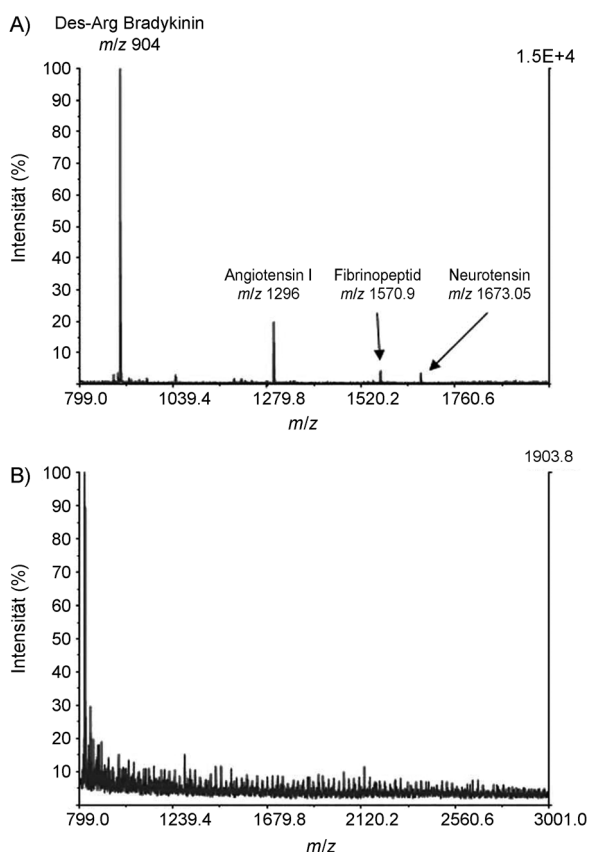 A)
Des-Arg Bradykinin
m/z 904
1.5E+4
100
90
80
70
60
50
40
30
20
10
Intensität (%)
Angiotensin I
m/z 1296
Fibrinopeptid
m/z 1570.9
Neurotensin
m/z 1673.05
799.0 1039.4 1279.8 1520.2 1760.6
m/z
B)
1903.8
100
90
80
70
60
50
40
30
20
10
Intensität (%)
799.0 1239.4 1679.8 2120.2 2560.6 3001.0
m/z